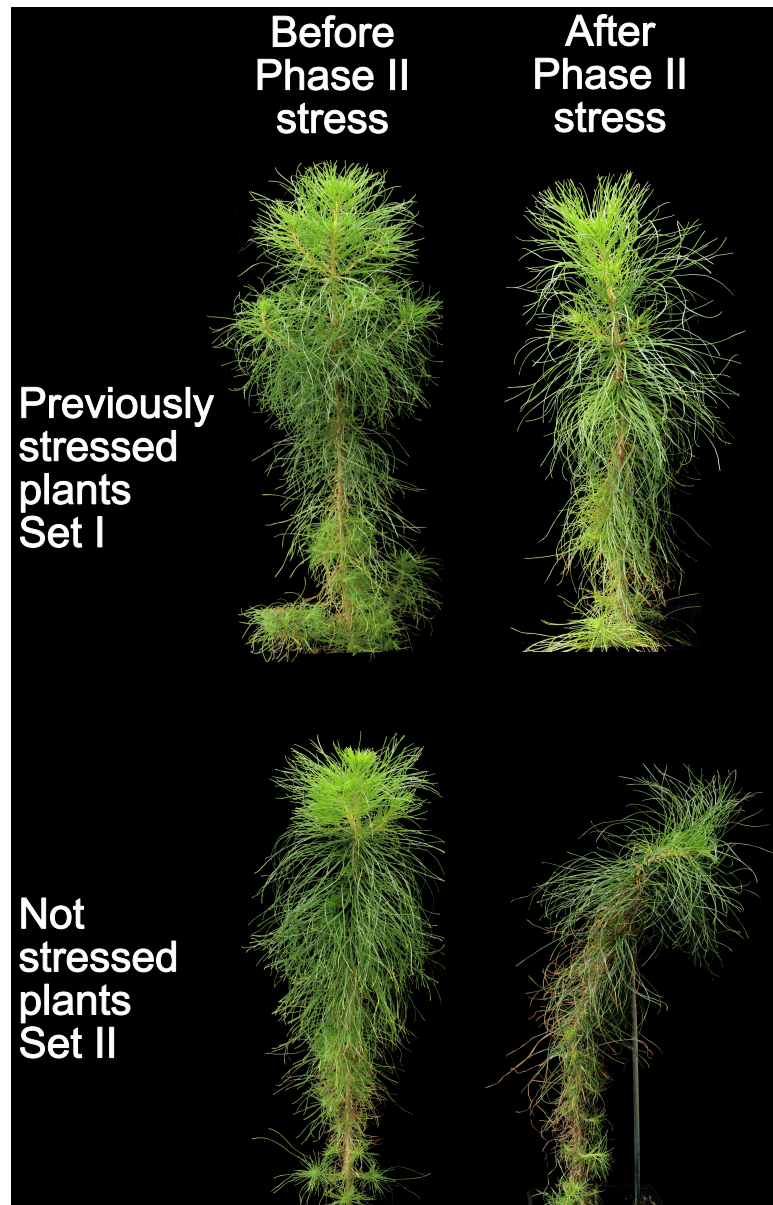 Before
Phase II
stress
After
Phase II
stress
Previously
stressed
plants
Set I
Not
stressed
plants
Set II